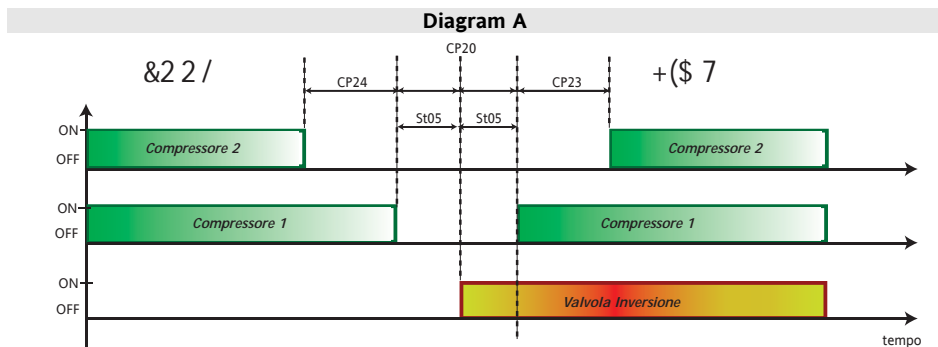 Diagram A
CP20
&2 2 /
+($ 7
CP24
CP23
St05
St05
ON
OFF
Compressore 2
Compressore 2
ON
OFF
Compressore 1
Compressore 1
ON
OFF
Valvola Inversione
tempo